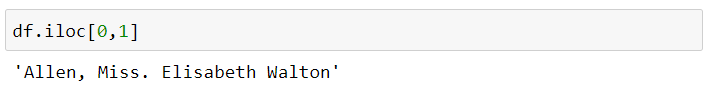 df.iloc[0,1]
'Allen, Miss. Elisabeth Walton'